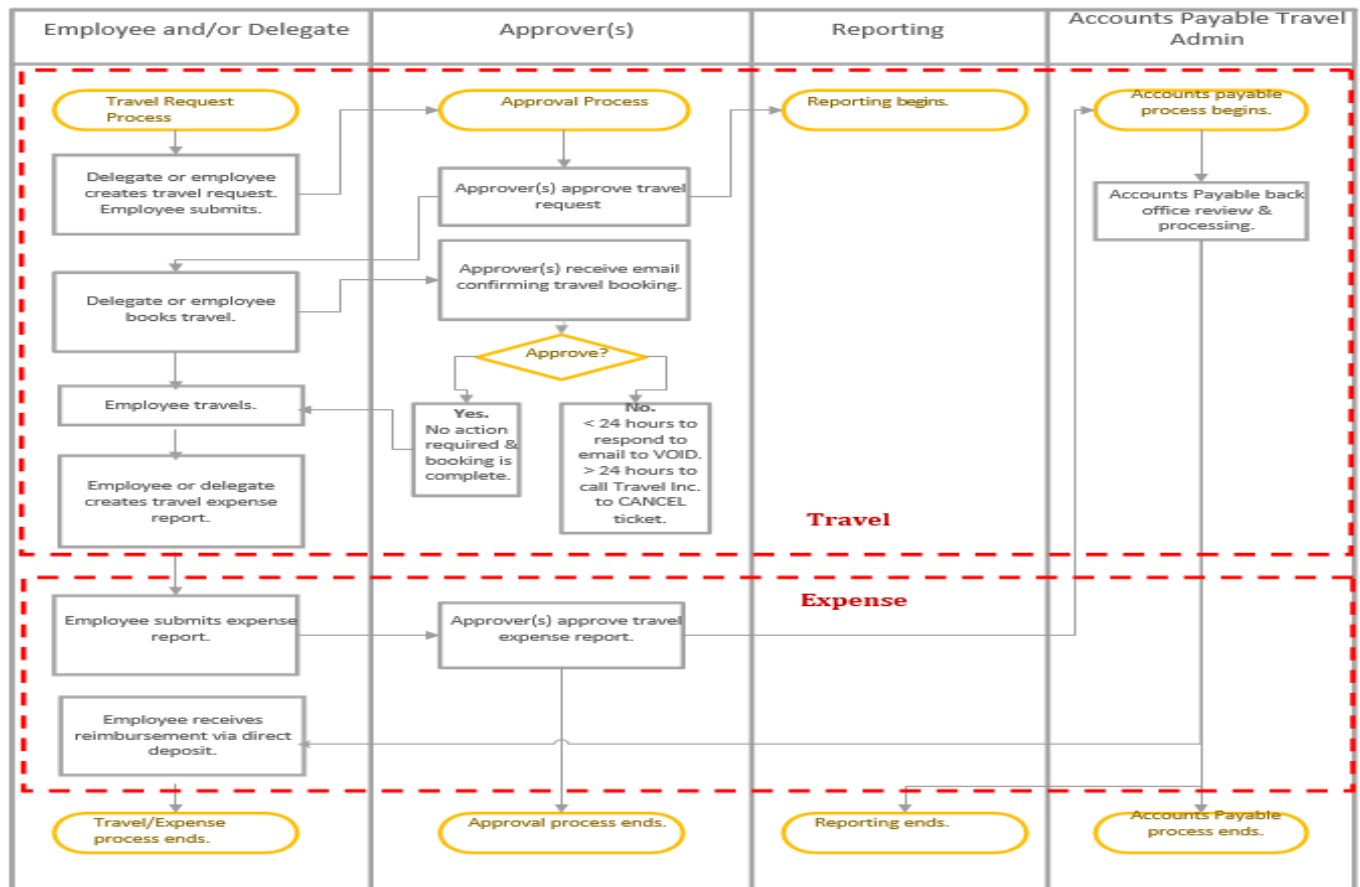 Employee and/or Delegate
Approver(s)
Reporting
Accounts Payable Travel
Admin
Travel Request
Process
Approval Process
Reporting begins.
Accounts payable
process begins.
Delegate or employee
creates travel request.
Employee submits.
Approver(s) approve travel
request
Accounts Payable back
office review &
processing.
Delegate or employee
books travel.
Approver(s) receive email
confirming travel booking.
Approve?
Employee travels.
Yes.
No action
required &
booking is
complete.
No.
< 24 hours to
respond to
email to VOID.
> 24 hours to
call Travel Inc.
to CANCEL
ticket.
Employee or delegate
creates travel expense
report.
Travel
Expense
Employee submits expense
report.
Approver(s) approve travel
expense report.
Employee receives
reimbursement via direct
deposit.
Travel/Expense
process ends.
Approval process ends.
Reporting ends.
Accounts Payable
process ends.